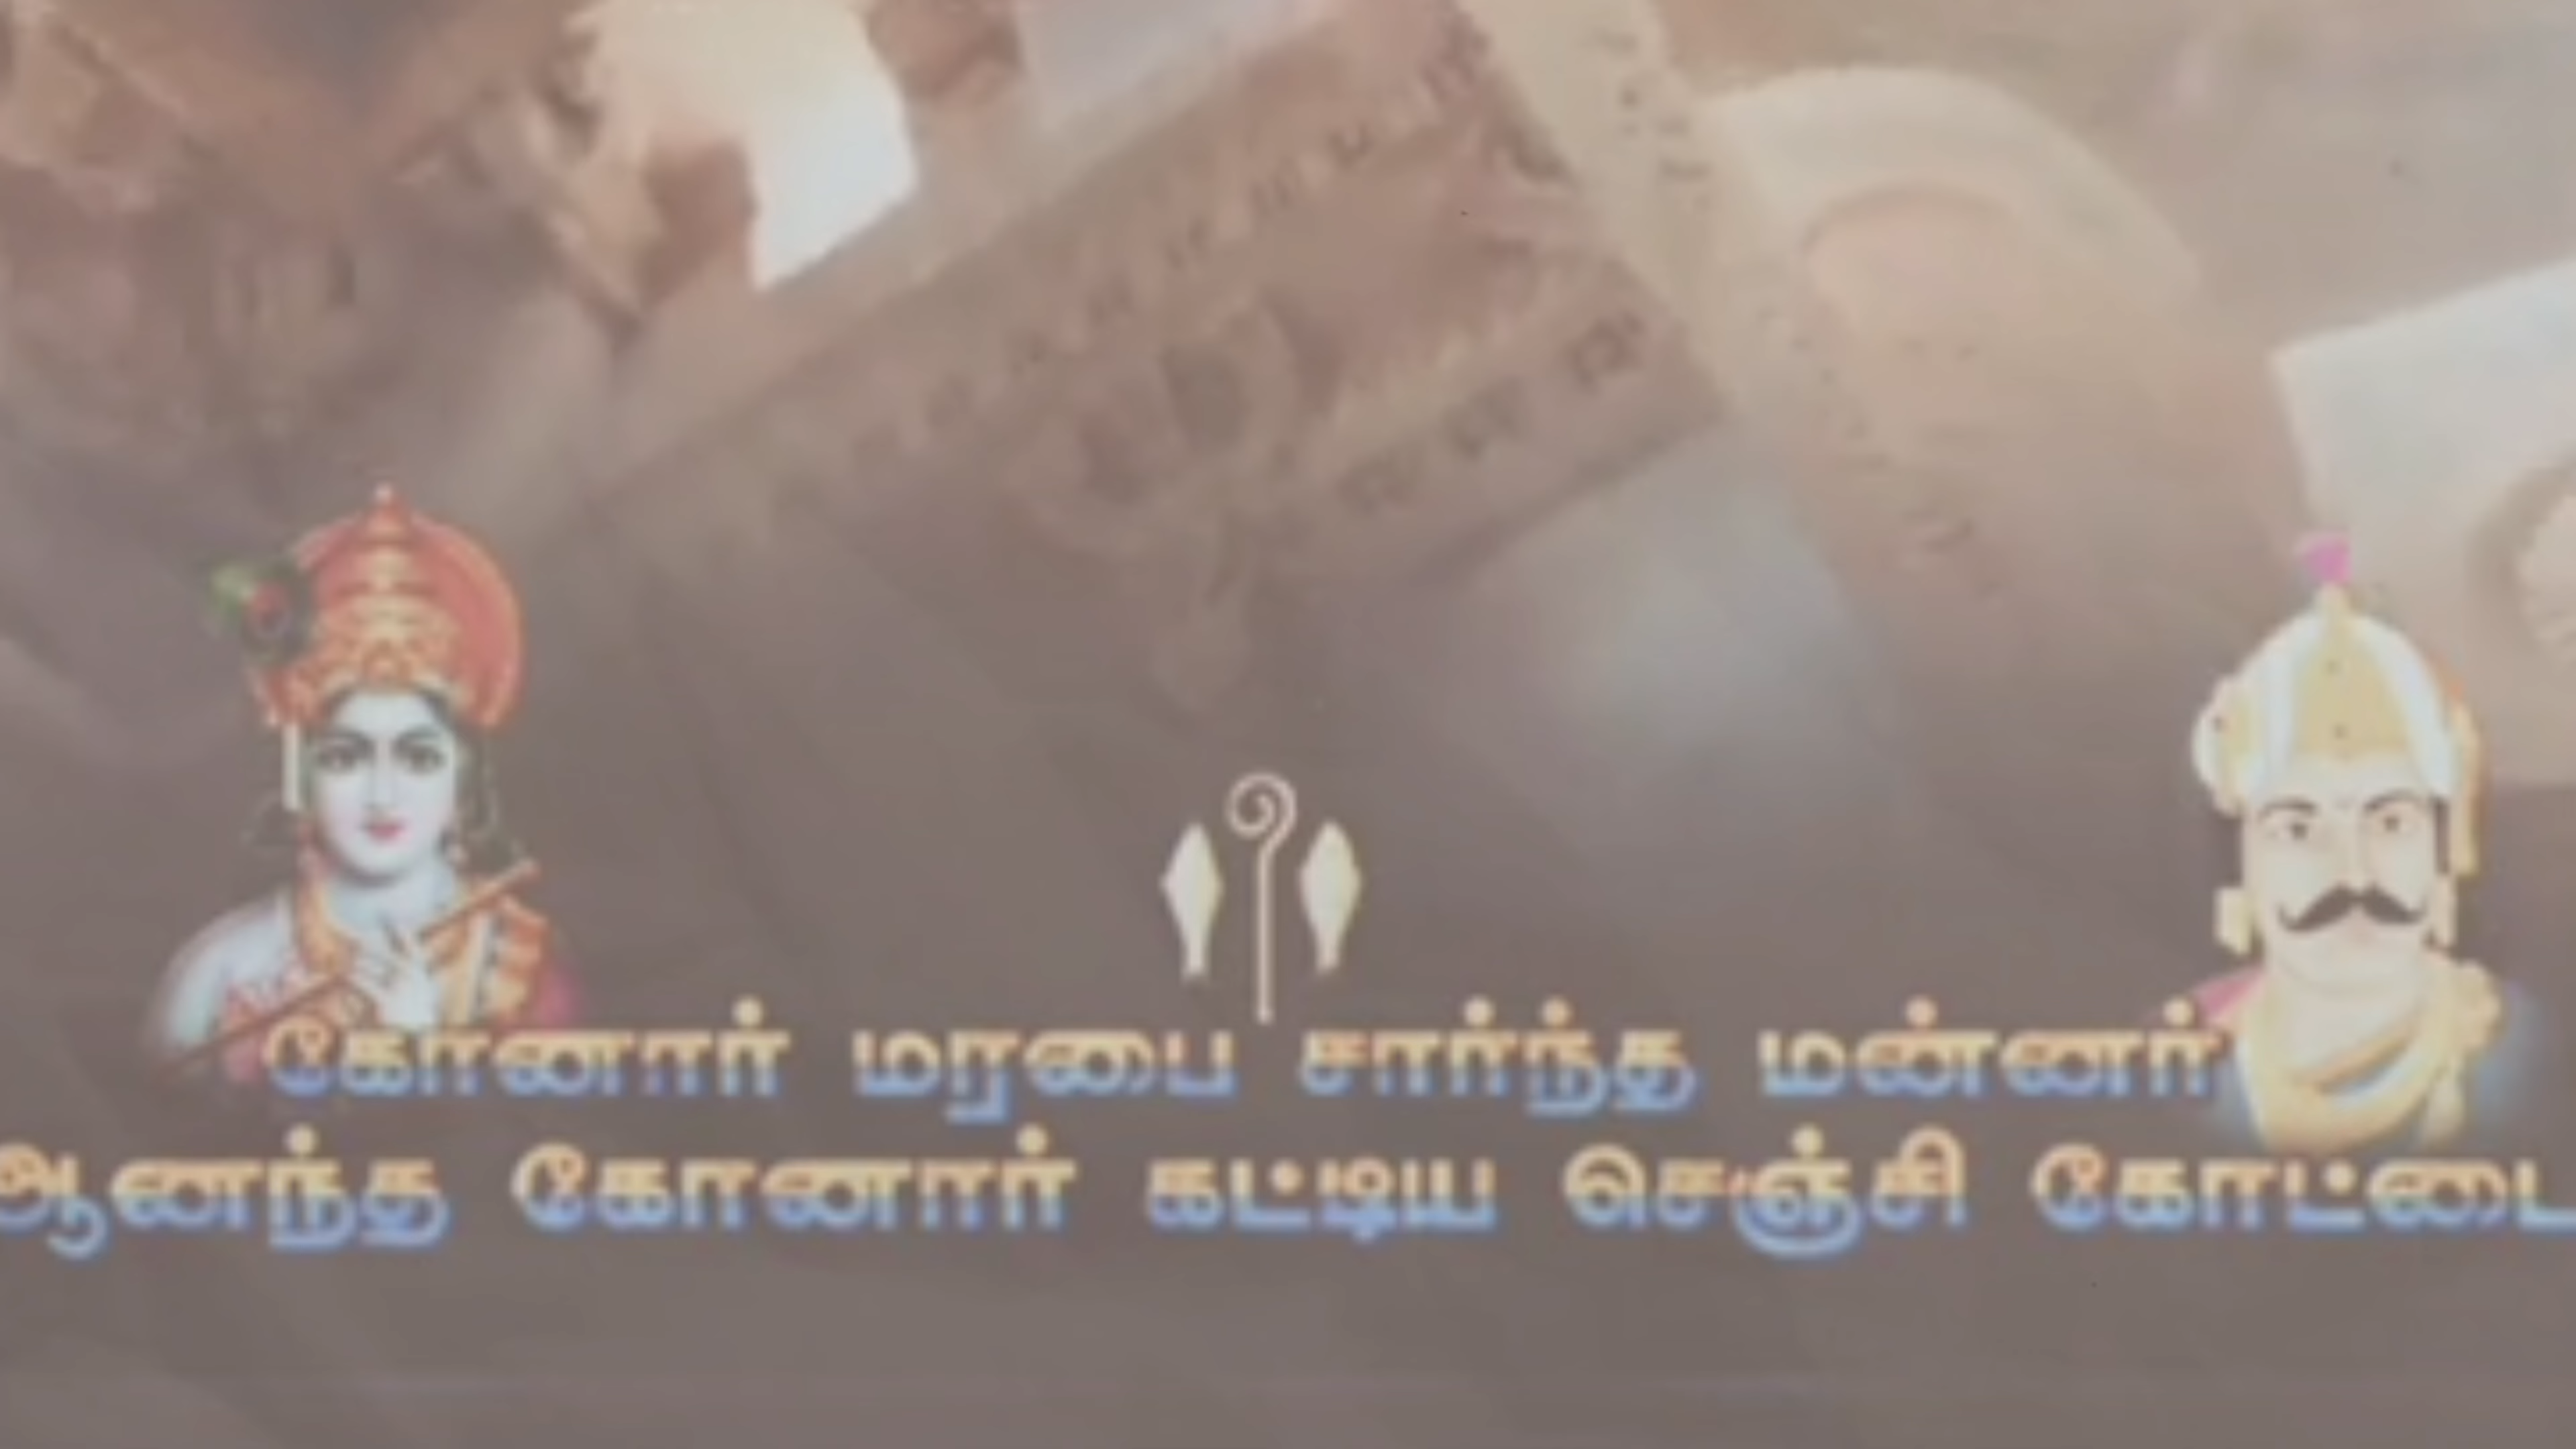 கோனார் மரபை சார்ந்த மன்னர்
ஆனந்த கோனார் கட்டிய செஞ்சி கோட்டை